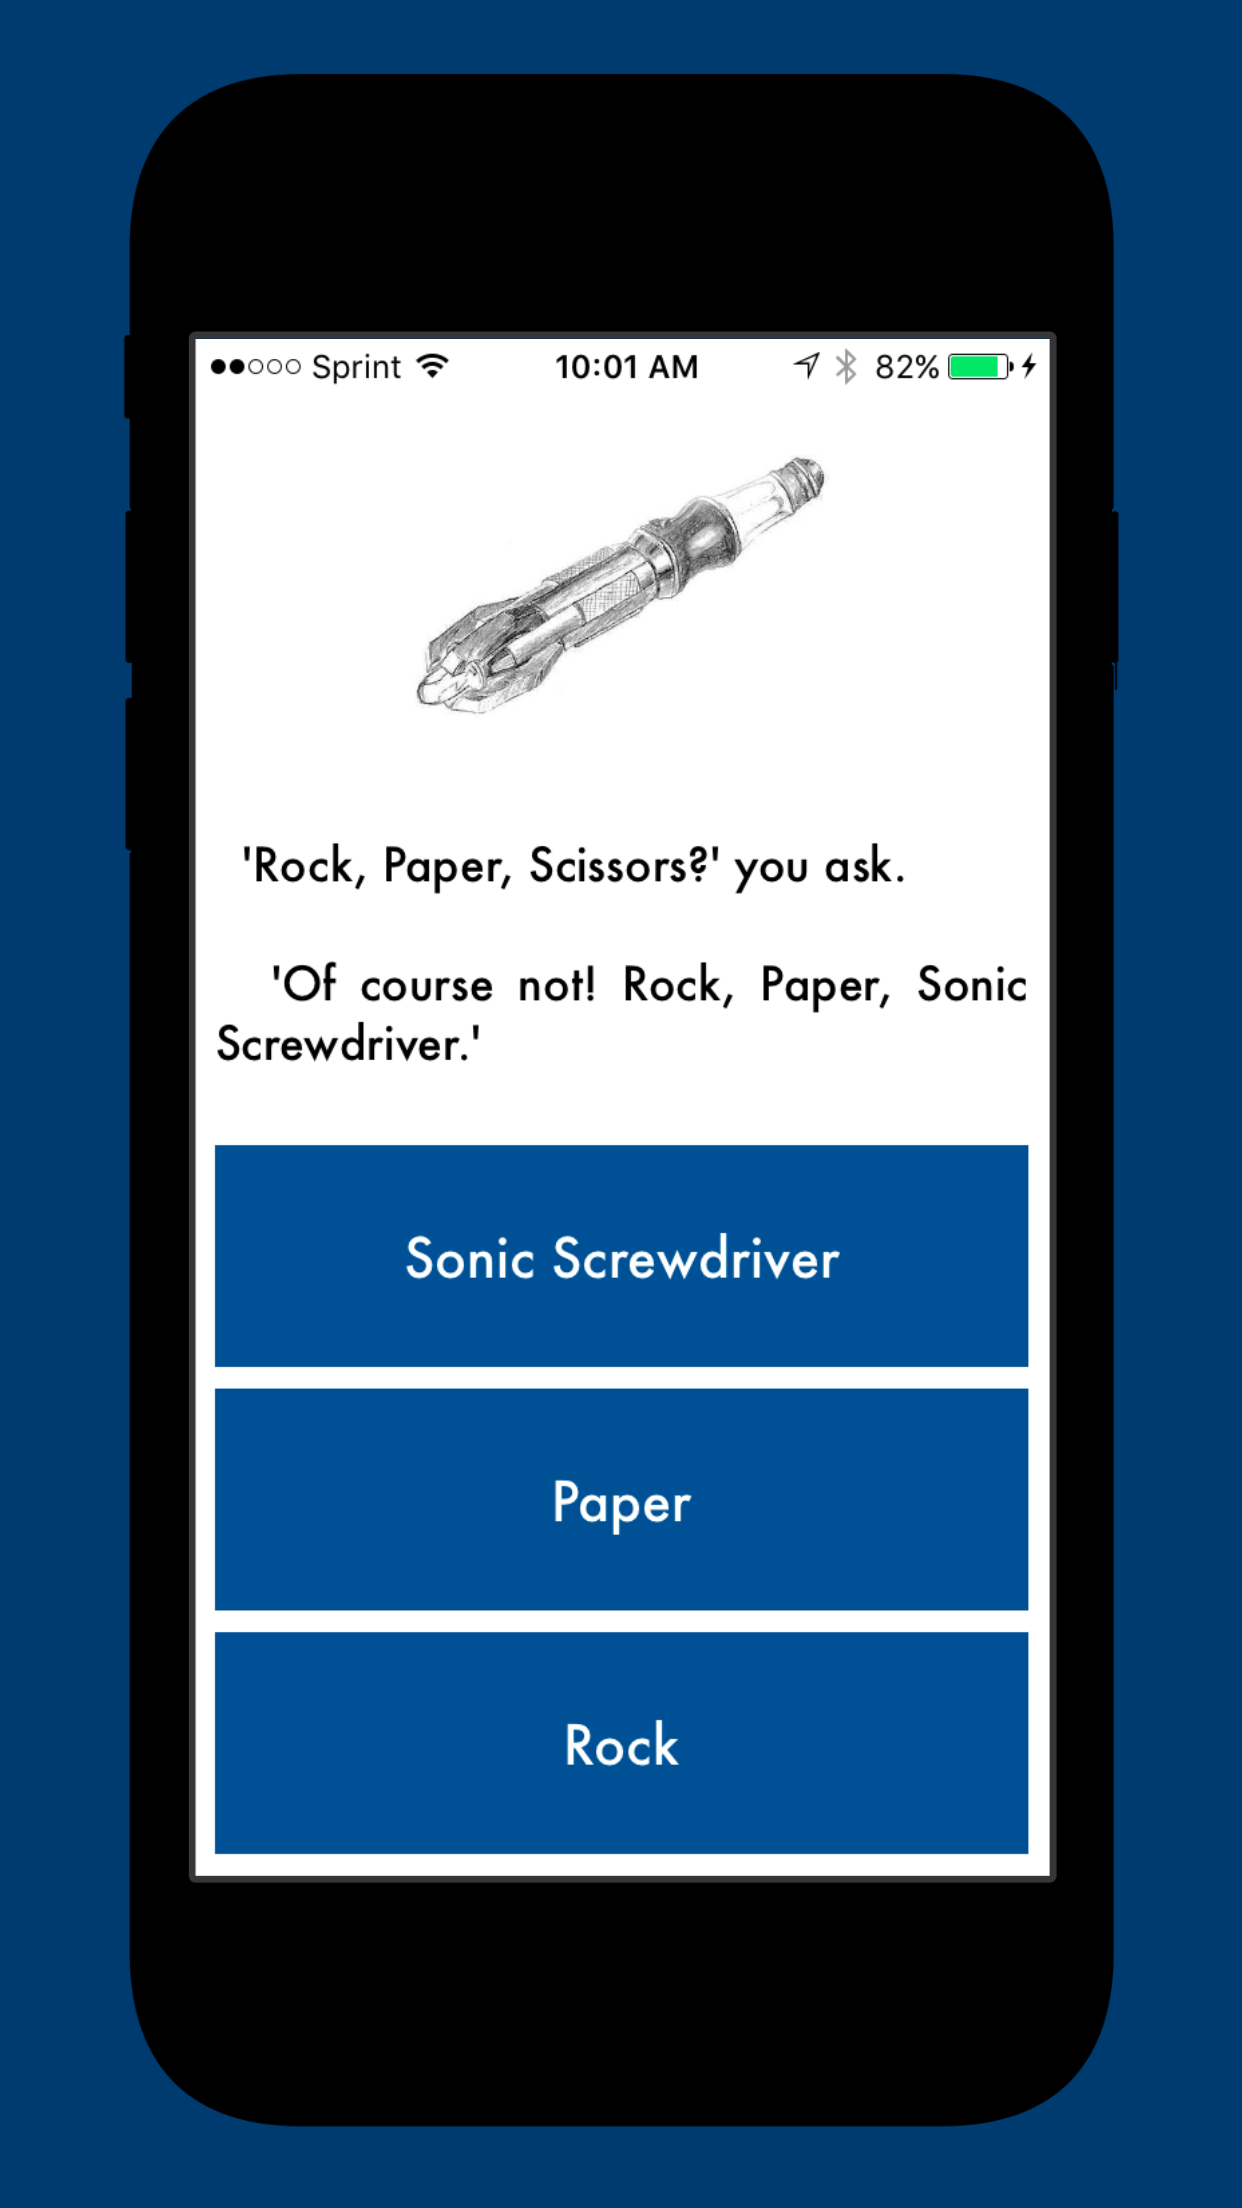 Sprint 10:01 AM 82%
'Rock, Paper, Scissors?' you ask.
'Of course not! Rock, Paper, Sonic
Screwdriver.'
Sonic Screwdriver
Paper
Rock